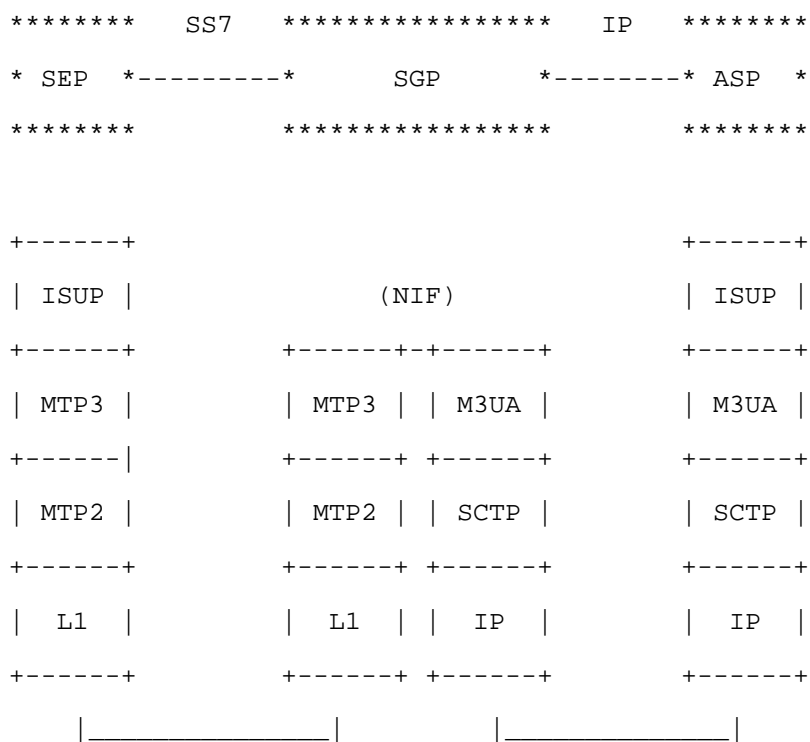 ********   SS7   *****************   IP   ********
* SEP  *---------*      SGP      *--------* ASP  *
********         *****************        ********
+------+                                  +------+
| ISUP |               (NIF)              | ISUP |
+------+         +------+-+------+        +------+
| MTP3 |         | MTP3 | | M3UA |        | M3UA |
+------|         +------+ +------+        +------+
| MTP2 |         | MTP2 | | SCTP |        | SCTP |
+------+         +------+ +------+        +------+
|  L1  |         |  L1  | |  IP  |        |  IP  |
+------+         +------+ +------+        +------+
    |_______________|         |______________|